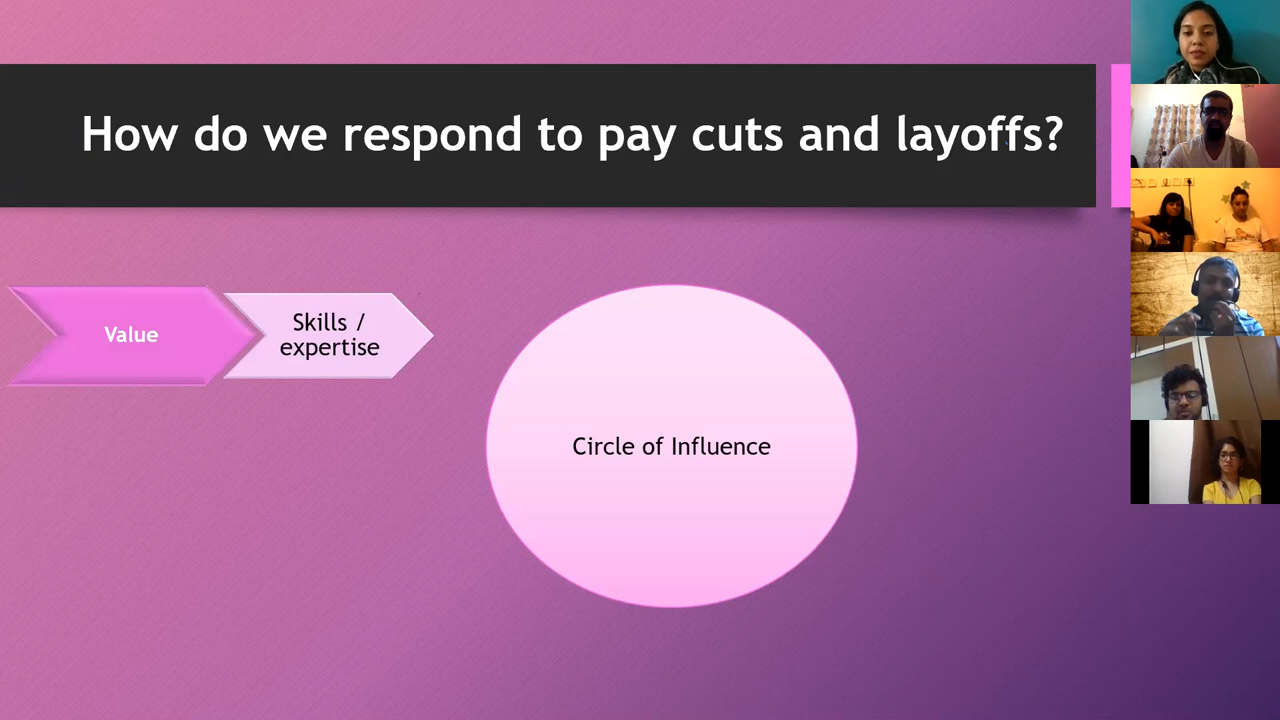 How do we respond to pay cuts and layoffs?
Value
Skills /
expertise
Circle of Influence